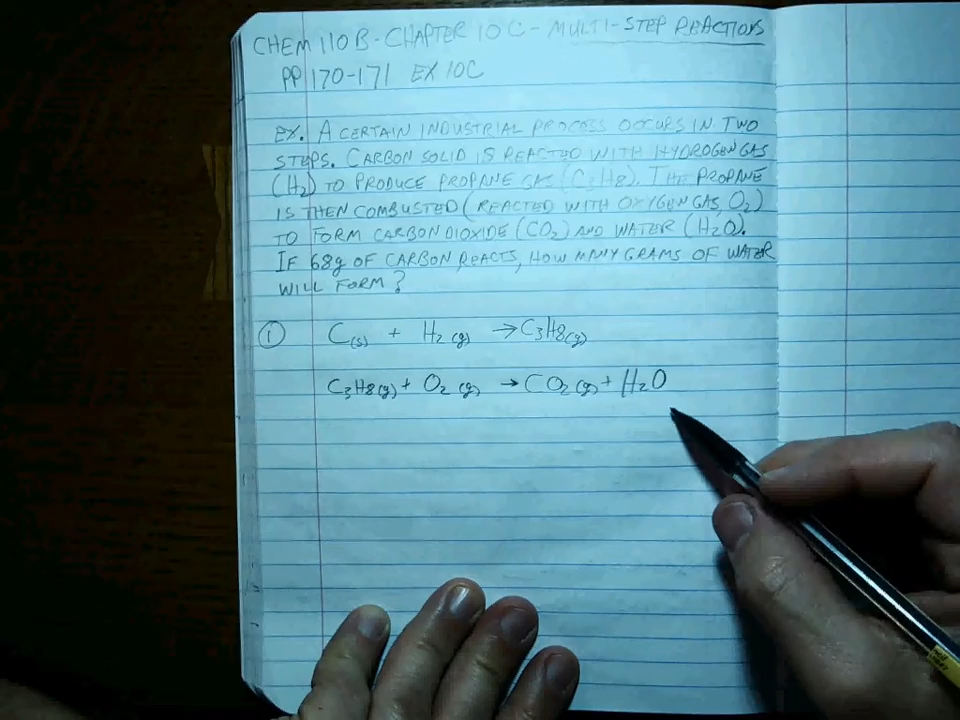 CHEM 110B - CHAPTER 10C - MULTI-STEP REACTIONS
PP 170-171 EX 10C
EX. A CERTAIN INDUSTRIAL PROCESS OCCURS IN TWO
STEPS. CARBON SOLID IS REACTED WITH HYDROGEN GAS
(H₂) TO PRODUCE PROPANE GAS (C₃H8). THE PROPANE
IS THEN COMBUSTED (REACTED WITH OXYGEN GAS, O₂)
TO FORM CARBON DIOXIDE (CO₂) AND WATER (H₂O).
IF 68g OF CARBON REACTS, HOW MANY GRAMS OF WATER
WILL FORM?
① C(s) + H₂ (g) → C₃H8(g)
C₃H8(g) + O₂ (g) → CO₂ (g) + H₂O